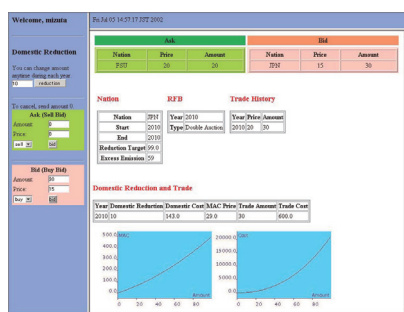 Welcome, mizuta
Domestic Reduction
You can change amount
anytime during each year.
10 reduction
To cancel, send amount 0.
Ask (Sell Bid)
Amount: 0
Price: 0
sell bid
Bid (Buy Bid)
Amount: 30
Price: 15
buy bid
Fri Jul 05 14:57:17 JST 2002
Ask Bid
Nation Price Amount Nation Price Amount
FSU 20 20 JPN 15 30
Nation RFB Trade History
Nation JPN
Start 2010
End 2010
Reduction Target 99.0
Excess Emission 59
Year 2010
Type Double Auction
Year Price Amount
2010 20 30
Domestic Reduction and Trade
Year Domestic Reduction Domestic Cost MAC Price Trade Amount Trade Cost
2010 10 143.0 29.0 30 600.0
500.0 MAC
400.0
300.0
200.0
100.0
0.0
Amount
0 20 40 60 80
20000.0 Cost
15000.0
10000.0
5000.0
0.0
Amount
0 20 40 60 80